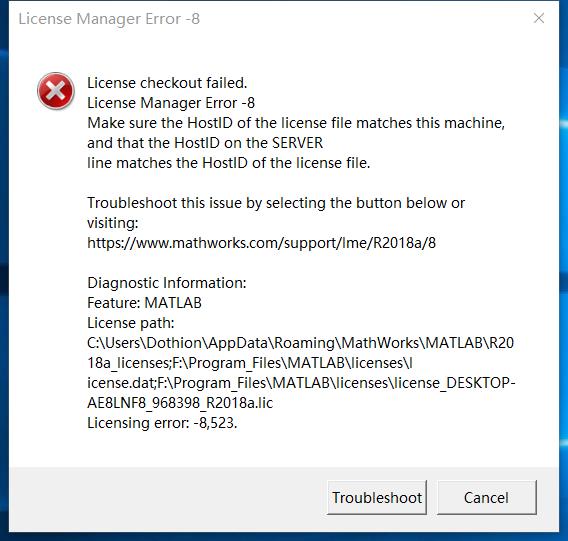 License Manager Error -8
License checkout failed.
License Manager Error -8
Make sure the HostID of the license file matches this machine,
and that the HostID on the SERVER
line matches the HostID of the license file.
Troubleshoot this issue by selecting the button below or
visiting:
https://www.mathworks.com/support/lme/R2018a/8
Diagnostic Information:
Feature: MATLAB
License path:
C:\Users\Dothion\AppData\Roaming\MathWorks\MATLAB\R20
18a_licenses;F:\Program_Files\MATLAB\licenses\l
icense.dat;F:\Program_Files\MATLAB\licenses\license_DESKTOP-
AE8LNF8_968398_R2018a.lic
Licensing error: -8,523.
Troubleshoot
Cancel